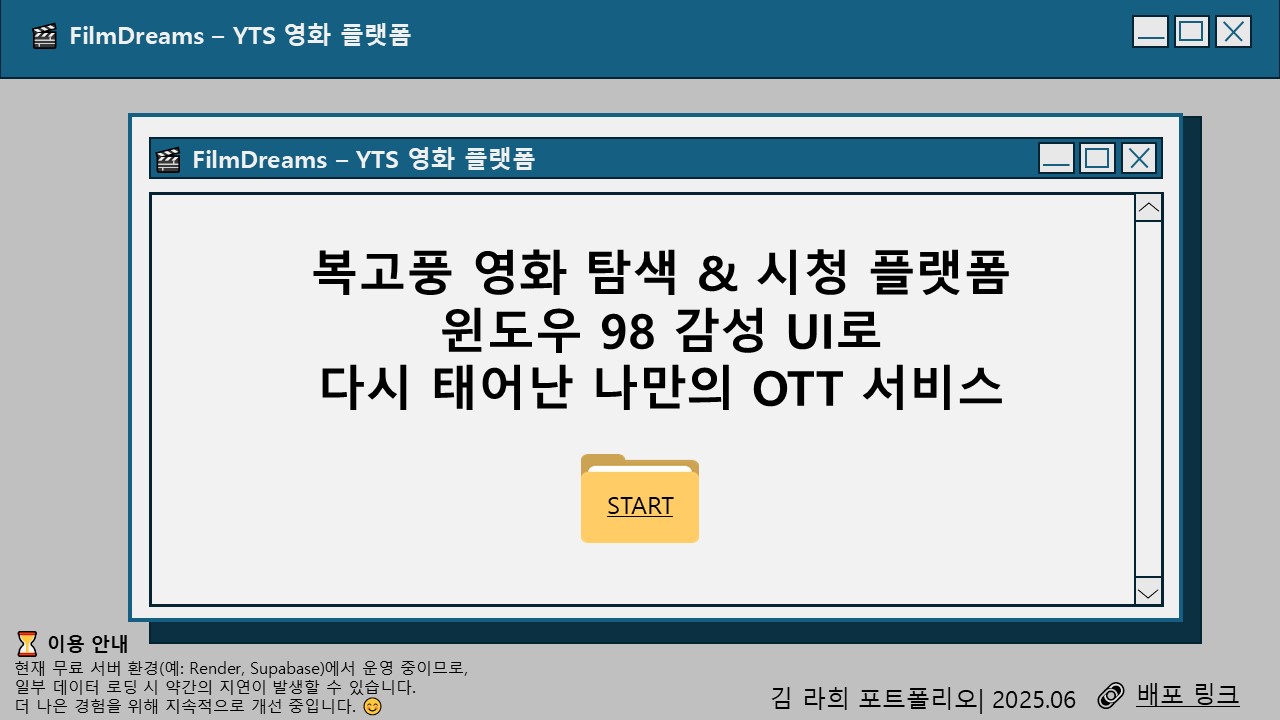 🎬 FilmDreams – YTS 영화 플랫폼
🎬 FilmDreams – YTS 영화 플랫폼
복고풍 영화 탐색 & 시청 플랫폼
윈도우 98 감성 UI로
다시 태어난 나만의 OTT 서비스
START
⏳ 이용 안내
현재 무료 서버 환경(예: Render, Supabase)에서 운영 중이므로,
일부 데이터 로딩 시 약간의 지연이 발생할 수 있습니다.
더 나은 경험을 위해 지속적으로 개선 중입니다. 😊
김 라희 포트폴리오| 2025.06 🔗 배포 링크